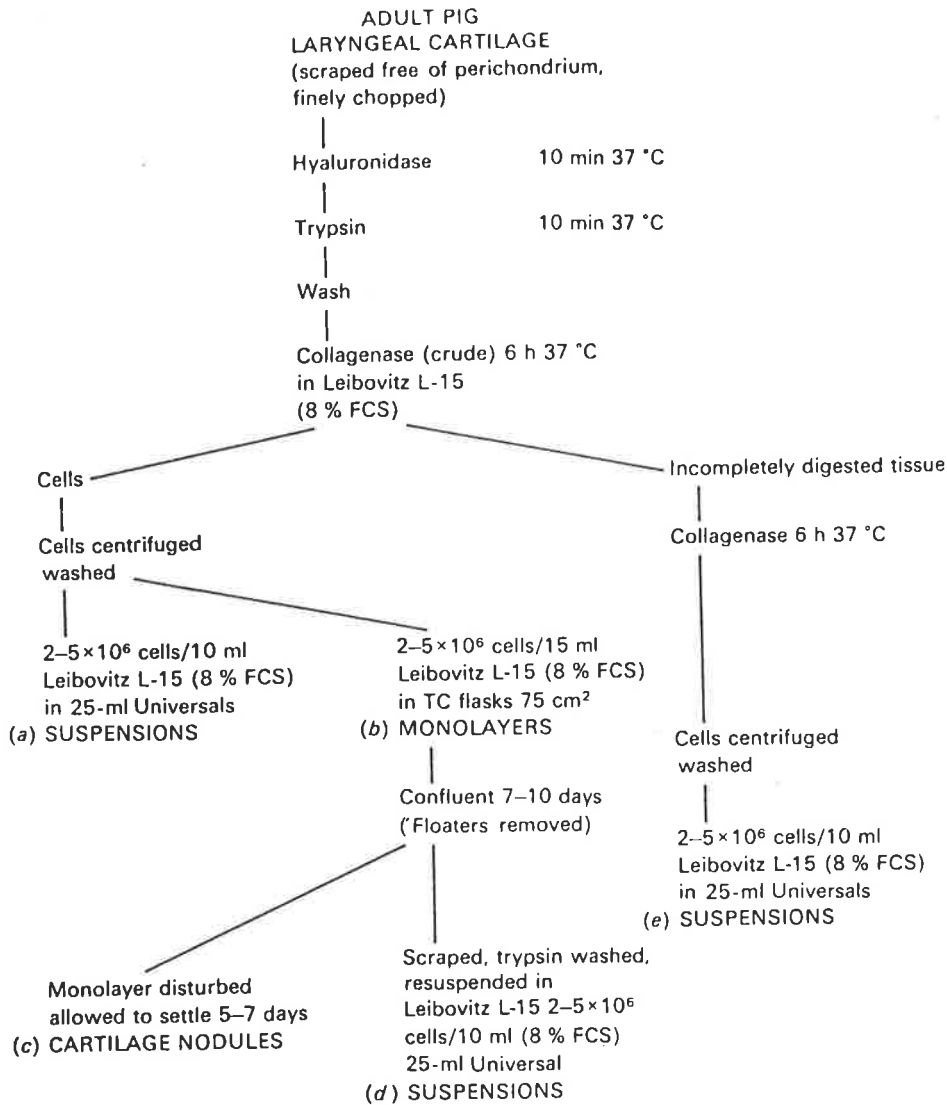 ADULT PIG
LARYNGEAL CARTILAGE
(scraped free of perichondrium,
finely chopped)
Hyaluronidase 10 min 37 °C
Trypsin 10 min 37 °C
Wash
Collagenase (crude) 6 h 37 °C
in Leibovitz L-15
(8 % FCS)
Cells
Cells centrifuged
washed
2–5×10⁶ cells/10 ml
Leibovitz L-15 (8 % FCS)
in 25-ml Universals
(a) SUSPENSIONS
2–5×10⁶ cells/15 ml
Leibovitz L-15 (8 % FCS)
in TC flasks 75 cm²
(b) MONOLAYERS
Confluent 7–10 days
('Floaters removed)
Monolayer disturbed
allowed to settle 5–7 days
(c) CARTILAGE NODULES
Scraped, trypsin washed,
resuspended in
Leibovitz L-15 2–5×10⁶
cells/10 ml (8 % FCS)
25-ml Universal
(d) SUSPENSIONS
Incompletely digested tissue
Collagenase 6 h 37 °C
Cells centrifuged
washed
2–5×10⁶ cells/10 ml
Leibovitz L-15 (8 % FCS)
in 25-ml Universals
(e) SUSPENSIONS